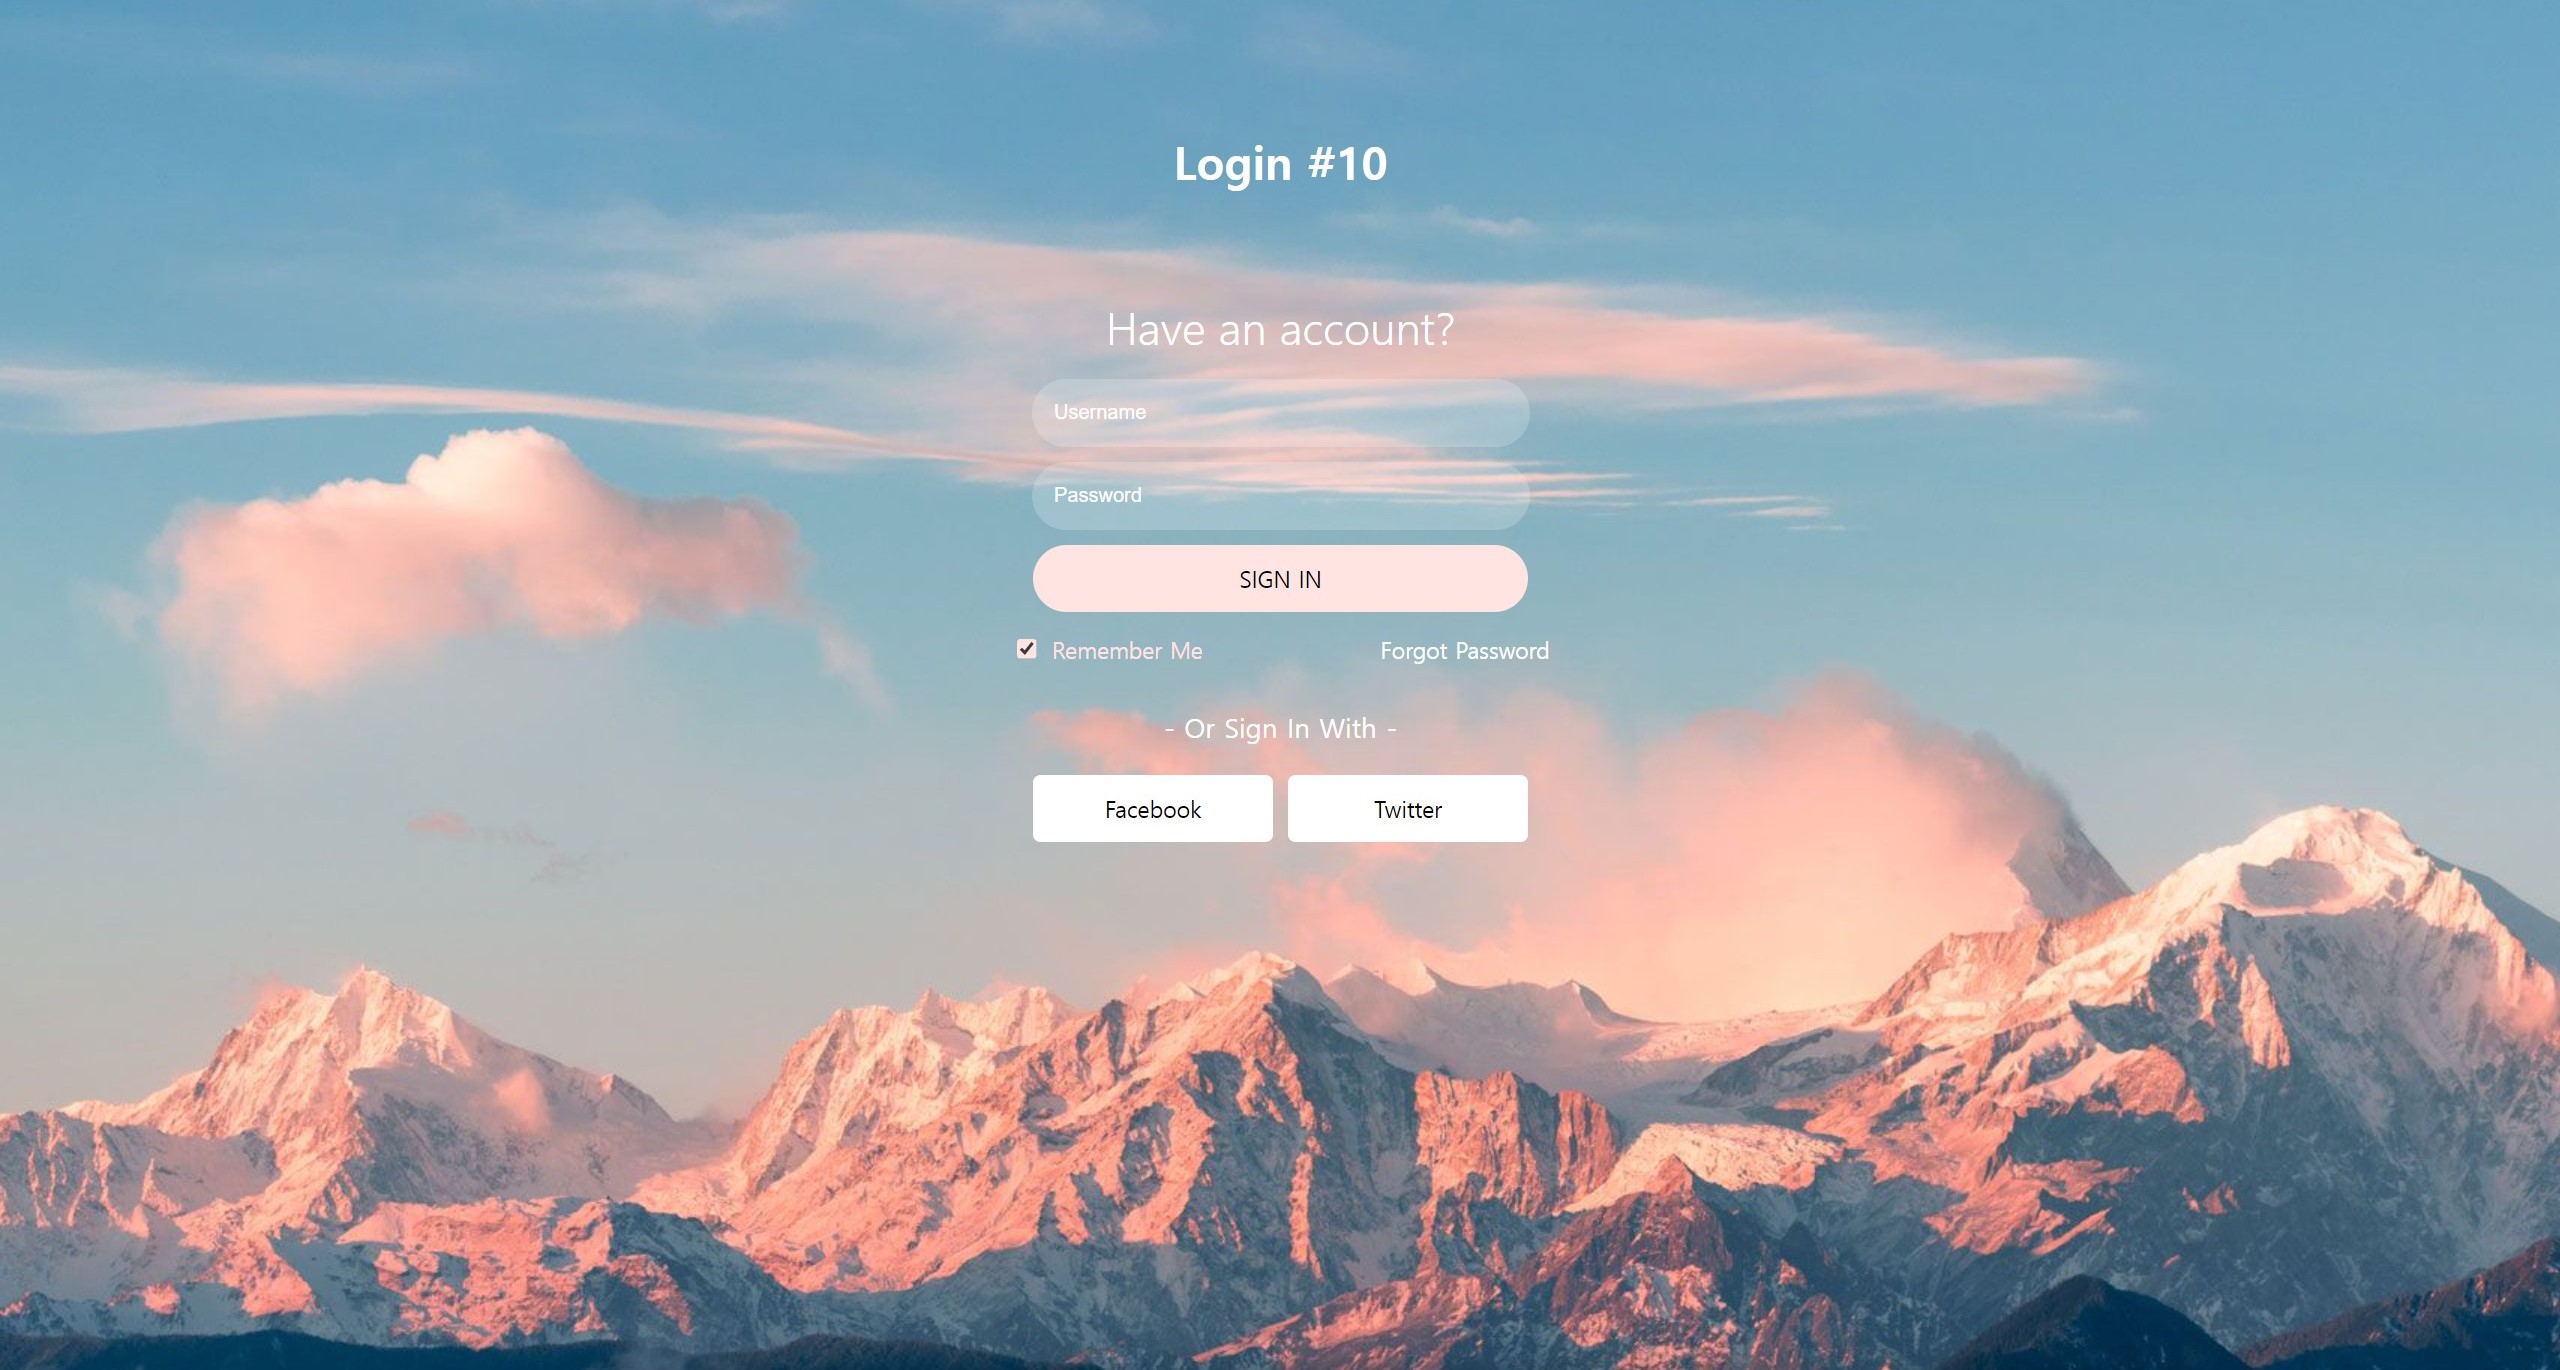 Login #10
Have an account?
Username
Password
SIGN IN
Remember Me Forgot Password
- Or Sign In With -
Facebook Twitter